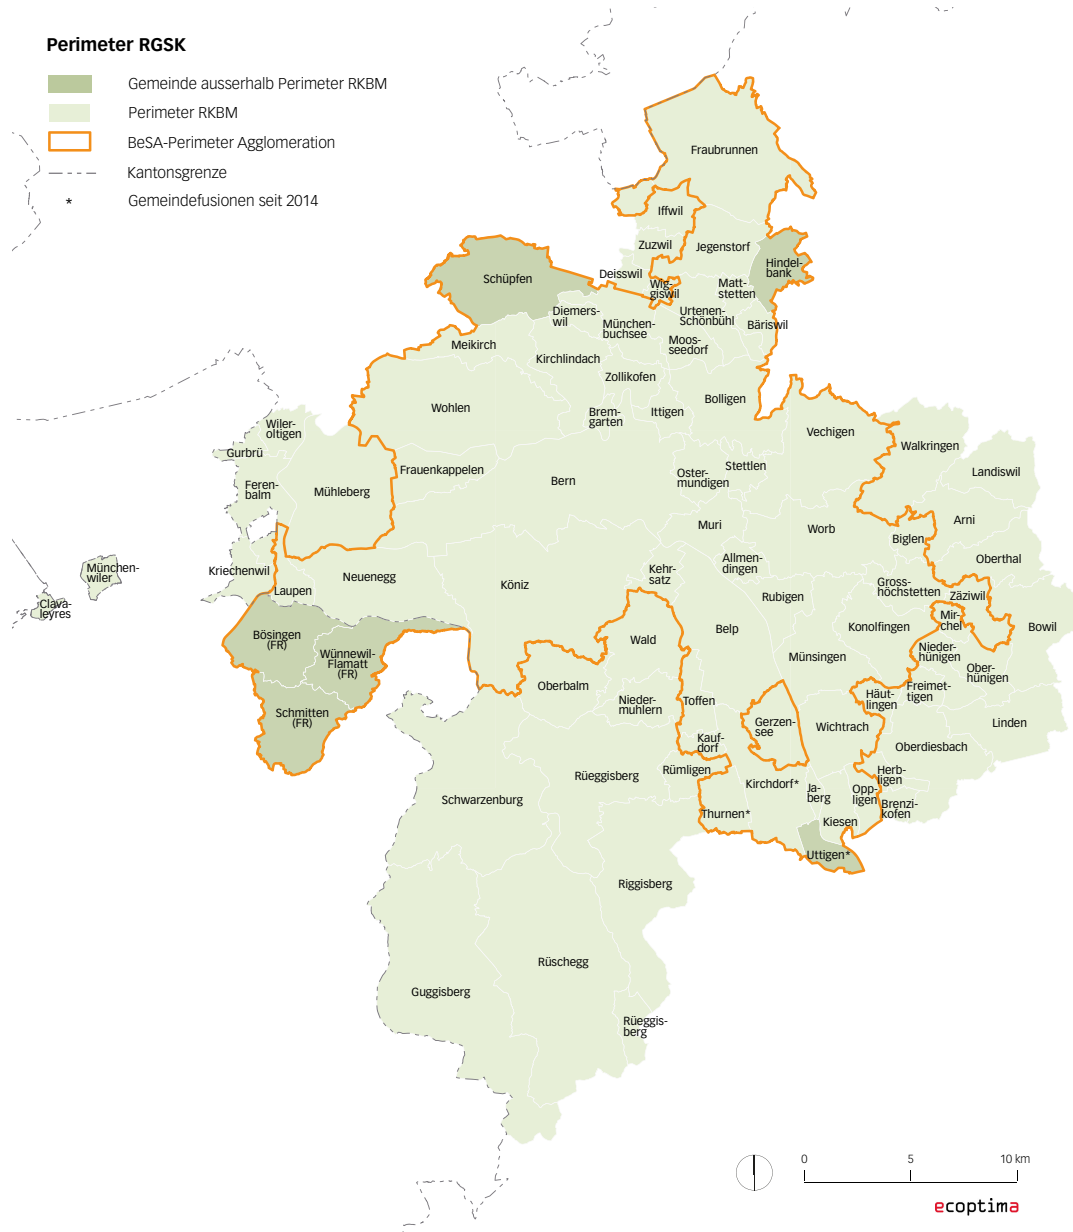 Perimeter RGSK
Gemeinde ausserhalb Perimeter RKBM
Perimeter RKBM
BeSA-Perimeter Agglomeration
Kantonsgrenze
* Gemeindefusionen seit 2014
Fraubrunnen
Iffwil
Zuzwil
Jegenstorf
Hindel-
bank
Deisswil
Schüpfen
Wig-
giswil
Matt-
stetten
Diemers-
wil
München-
buchsee
Urtenen-
Schönbühl
Bäriswil
Moos-
seedorf
Meikirch
Kirchlindach
Zollikofen
Wohlen
Brem-
garten
Ittigen
Bolligen
Wiler-
oltigen
Gurbrü
Vechigen
Walkringen
Feren-
balm
Mühleberg
Frauenkappelen
Bern
Oster-
mundigen
Stettlen
Landiswil
Muri
Worb
Arni
Biglen
Oberthal
München-
wiler
Kriechenwil
Clava-
leyres
Laupen
Neuenegg
Köniz
Kehr-
satz
Allmen-
dingen
Rubigen
Gross-
höchstetten
Zäziwil
Mir-
chel
Bowil
Bösingen
(FR)
Wünnewil-
Flamatt
(FR)
Schmitten
(FR)
Wald
Belp
Konolfingen
Münsingen
Nieder-
hünigen
Ober-
hünigen
Oberbalm
Nieder-
muhlern
Toffen
Häut-
lingen
Freimet-
tigen
Linden
Gerzen-
see
Wichtrach
Kauf-
dorf
Oberdiesbach
Rüeggisberg
Rümligen
Kirchdorf*
Herb-
ligen
Ja-
berg
Opp-
ligen
Brenzi-
kofen
Schwarzenburg
Thurnen*
Kiesen
Uttigen*
Riggisberg
Rüschegg
Guggisberg
Rüeggis-
berg
0 5 10 km
ecoptima